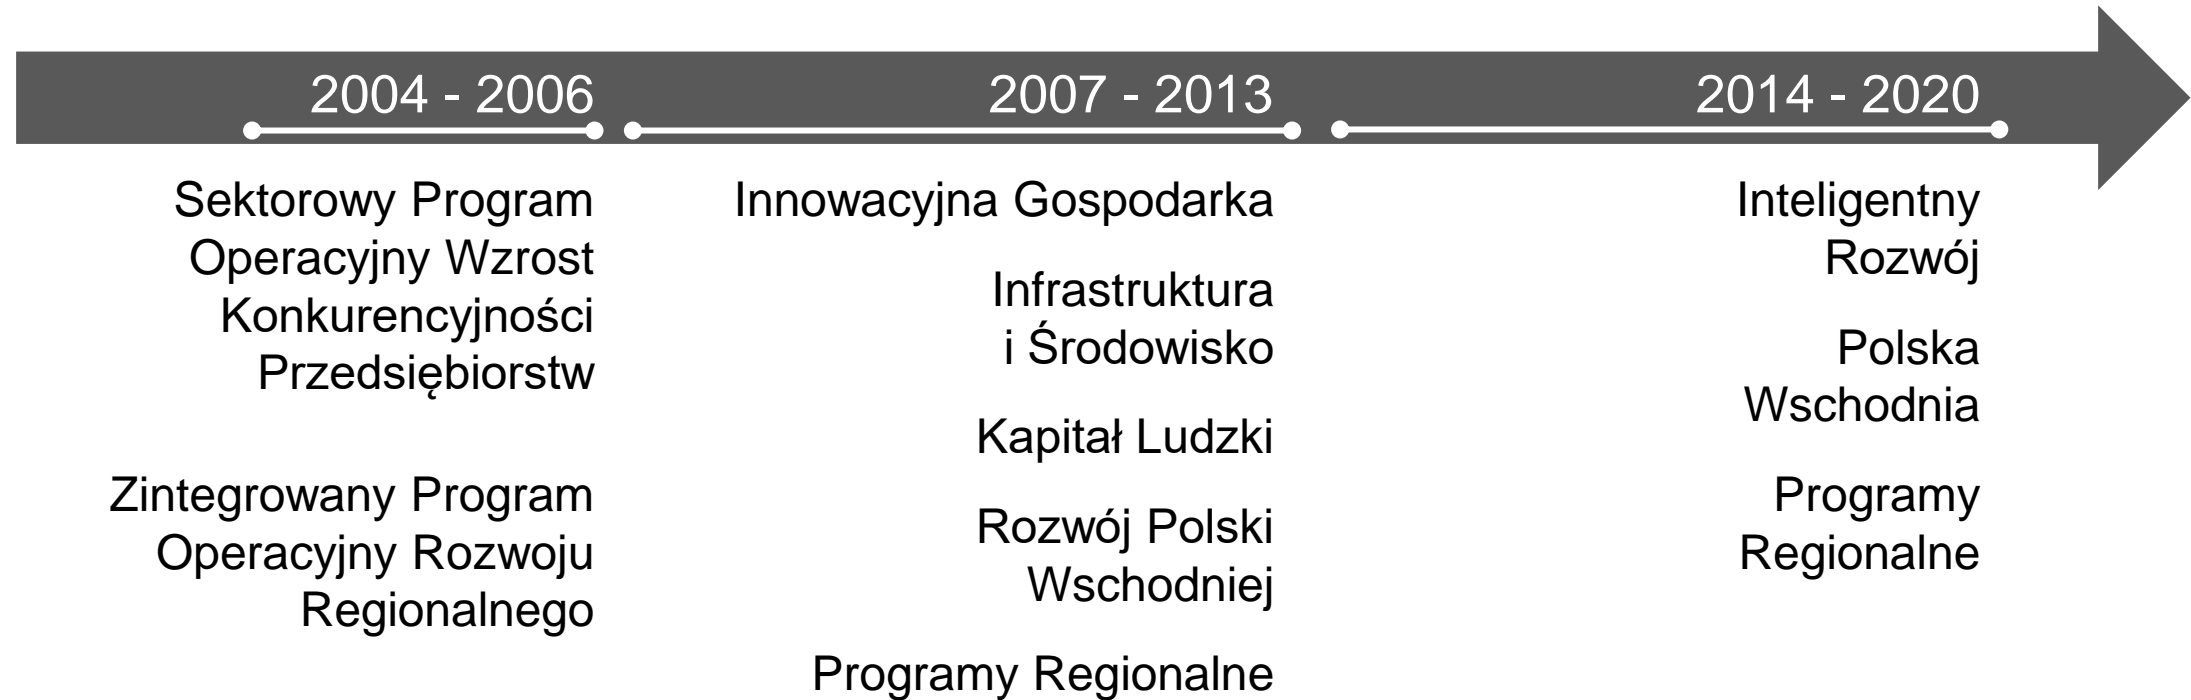 2004 - 2006
Sektorowy Program
Operacyjny Wzrost
Konkurencyjności
Przedsiębiorstw
Zintegrowany Program
Operacyjny Rozwoju
Regionalnego
2007 - 2013
Innowacyjna Gospodarka
Infrastruktura
i Środowisko
Kapitał Ludzki
Rozwój Polski
Wschodniej
Programy Regionalne
2014 - 2020
Inteligentny
Rozwój
Polska
Wschodnia
Programy
Regionalne